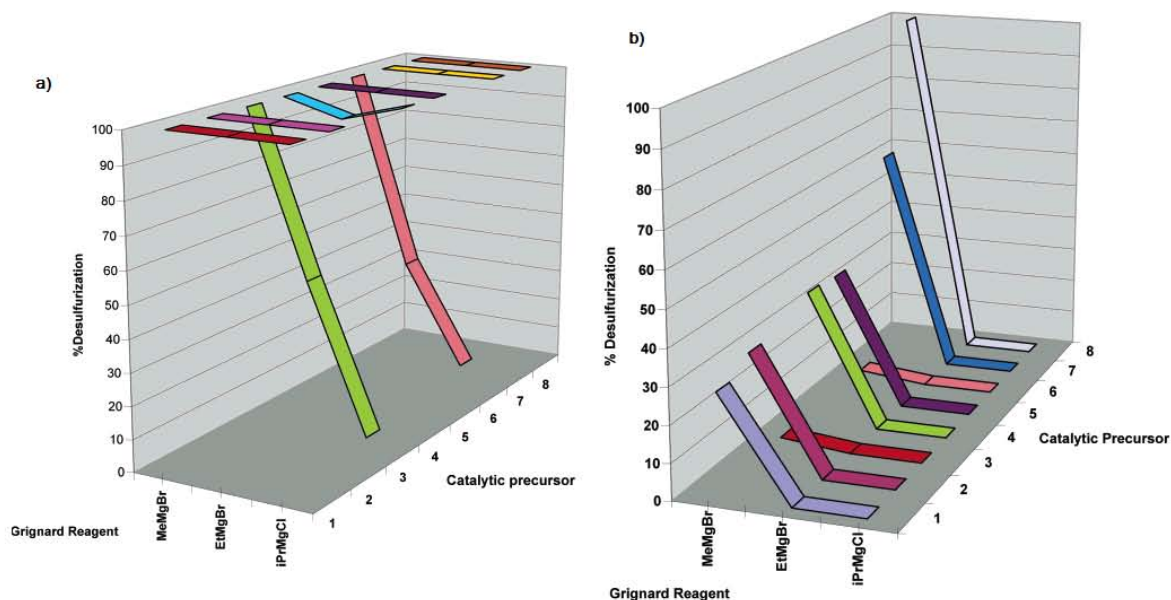 a)
100
90
80
70
60
50
40
30
20
10
0
%Desulfurization
MeMgBr
EtMgBr
iPrMgCl
Grignard Reagent
1
2
3
4
5
6
7
8
Catalytic precursor
b)
100
90
80
70
60
50
40
30
20
10
0
% Desulfurization
MeMgBr
EtMgBr
iPrMgCl
Grignard Reagent
1
2
3
4
5
6
7
8
Catalytic Precursor